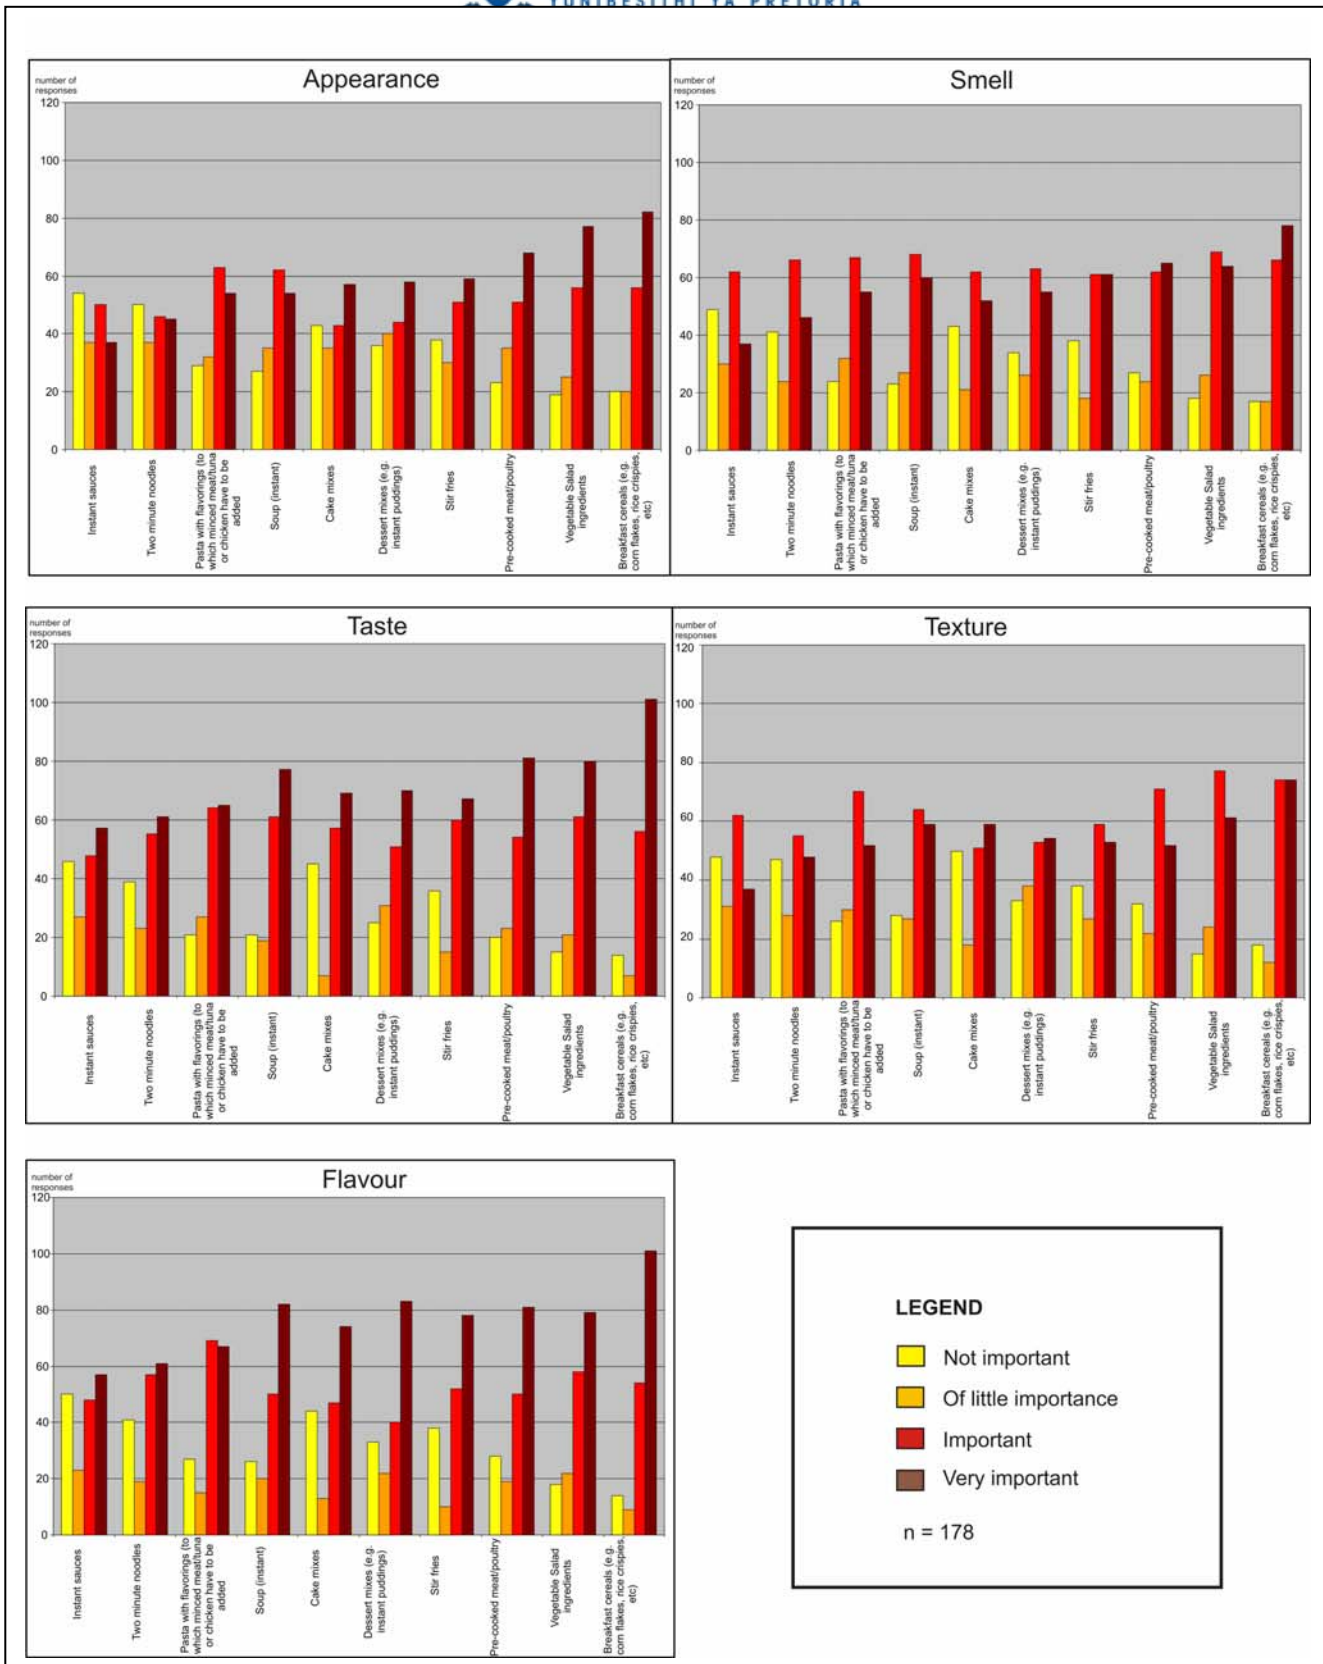 YUNIBESITHI YA PRETORIA
Appearance
number of
responses
120
100
80
60
40
20
0
Instant sauces
Two minute noodles
Pasta with flavorings (to
which minced meat/tuna
or chicken have to be
added
Soup (instant)
Cake mixes
Dessert mixes (e.g.
instant puddings)
Stir fries
Pre-cooked meat/poultry
Vegetable Salad
ingredients
Breakfast cereals (e.g.
corn flakes, rice crispies,
etc)
Smell
number of
responses
120
100
80
60
40
20
0
Instant sauces
Two minute noodles
Pasta with flavorings (to
which minced meat/tuna
or chicken have to be
added
Soup (instant)
Cake mixes
Dessert mixes (e.g.
instant puddings)
Stir fries
Pre-cooked meat/poultry
Vegetable Salad
ingredients
Breakfast cereals (e.g.
corn flakes, rice crispies,
etc)
Taste
number of
responses
120
100
80
60
40
20
0
Instant sauces
Two minute noodles
Pasta with flavorings (to
which minced meat/tuna
or chicken have to be
added
Soup (instant)
Cake mixes
Dessert mixes (e.g.
instant puddings)
Stir fries
Pre-cooked meat/poultry
Vegetable Salad
ingredients
Breakfast cereals (e.g.
corn flakes, rice crispies,
etc)
Texture
number of
responses
120
100
80
60
40
20
0
Instant sauces
Two minute noodles
Pasta with flavorings (to
which minced meat/tuna
or chicken have to be
added
Soup (instant)
Cake mixes
Dessert mixes (e.g.
instant puddings)
Stir fries
Pre-cooked meat/poultry
Vegetable Salad
ingredients
Breakfast cereals (e.g.
corn flakes, rice crispies,
etc)
Flavour
number of
responses
120
100
80
60
40
20
0
Instant sauces
Two minute noodles
Pasta with flavorings (to
which minced meat/tuna
or chicken have to be
added
Soup (instant)
Cake mixes
Dessert mixes (e.g.
instant puddings)
Stir fries
Pre-cooked meat/poultry
Vegetable Salad
ingredients
Breakfast cereals (e.g.
corn flakes, rice crispies,
etc)
LEGEND
Not important
Of little importance
Important
Very important
n = 178